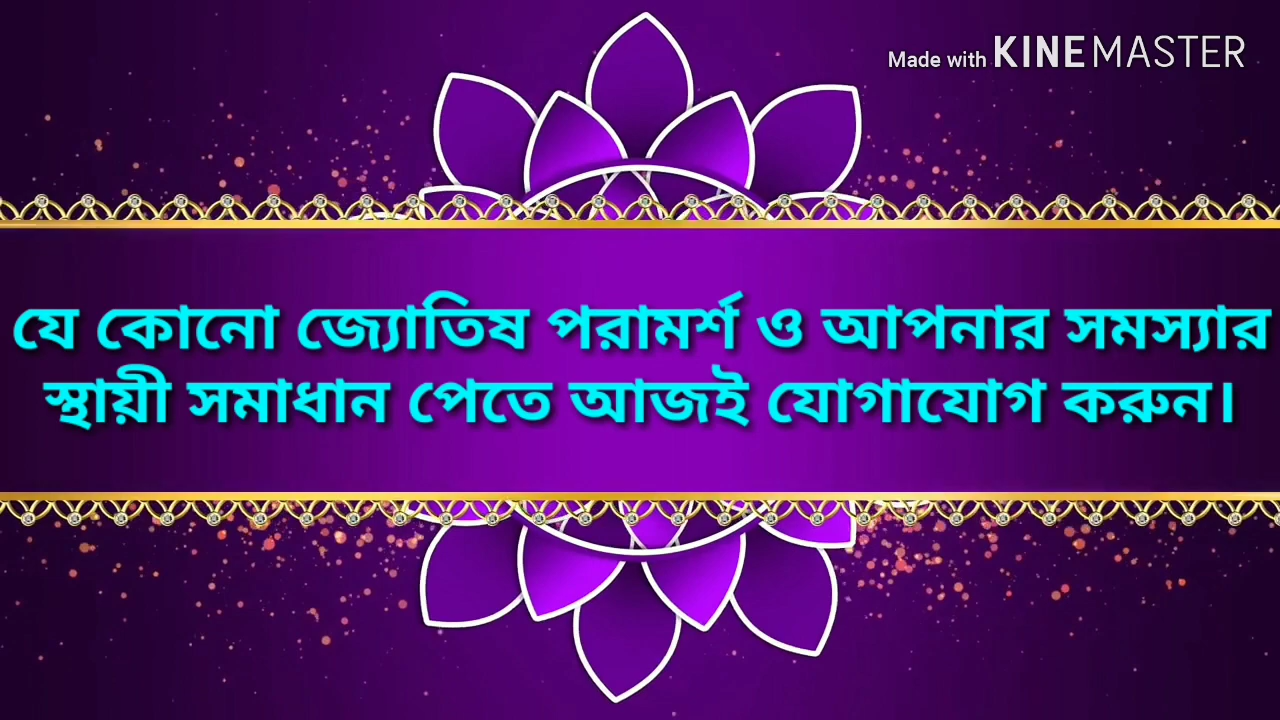 Made with KINEMASTER
যে কোনো জ্যোতিষ পরামর্শ ও আপনার সমস্যার
স্থায়ী সমাধান পেতে আজই যোগাযোগ করুন।